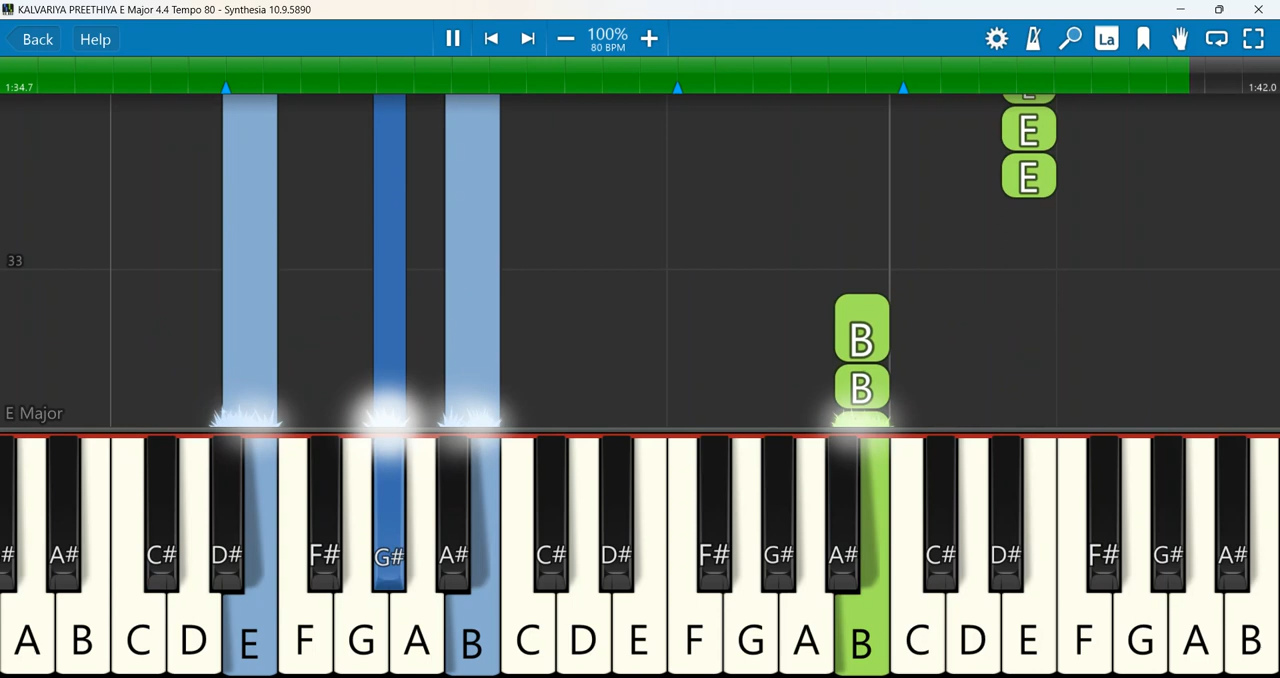 KALVARIYA PREETHIYA E Major 4.4 Tempo 80 - Synthesia 10.9.5890
Back Help 100% La
80 BPM
1:34.7 1:42.0
E
E
E
33
B
B
E Major
# A# C# D# F# G# A# C# D# F# G# A# C# D# F# G# A#
A B C D E F G A B C D E F G A B C D E F G A B